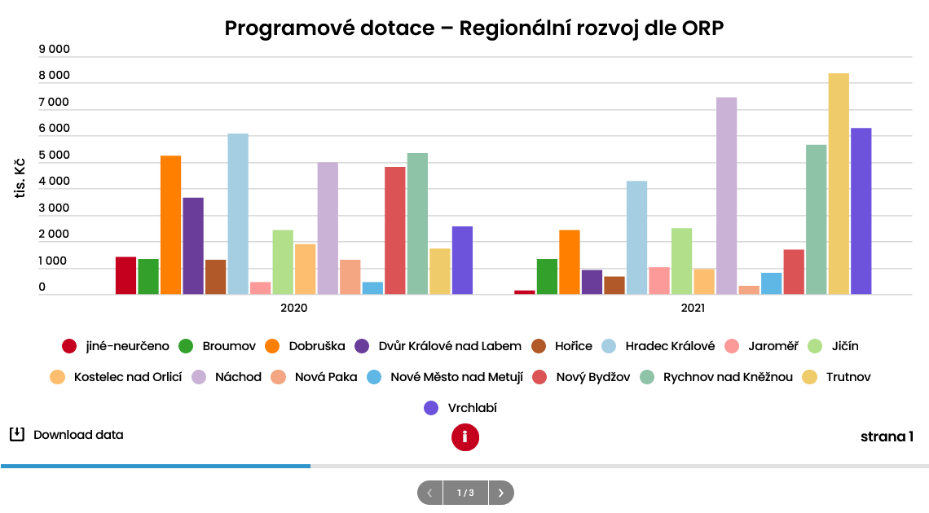 Programové dotace – Regionální rozvoj dle ORP
tis. Kč
9 000
8 000
7 000
6 000
5 000
4 000
3 000
2 000
1 000
0
2020 2021
jiné-neurčeno Broumov Dobruška Dvůr Králové nad Labem Hořice Hradec Králové Jaroměř Jičín
Kostelec nad Orlicí Náchod Nová Paka Nové Město nad Metují Nový Bydžov Rychnov nad Kněžnou Trutnov
Vrchlabí
Download data i strana 1
1 / 3